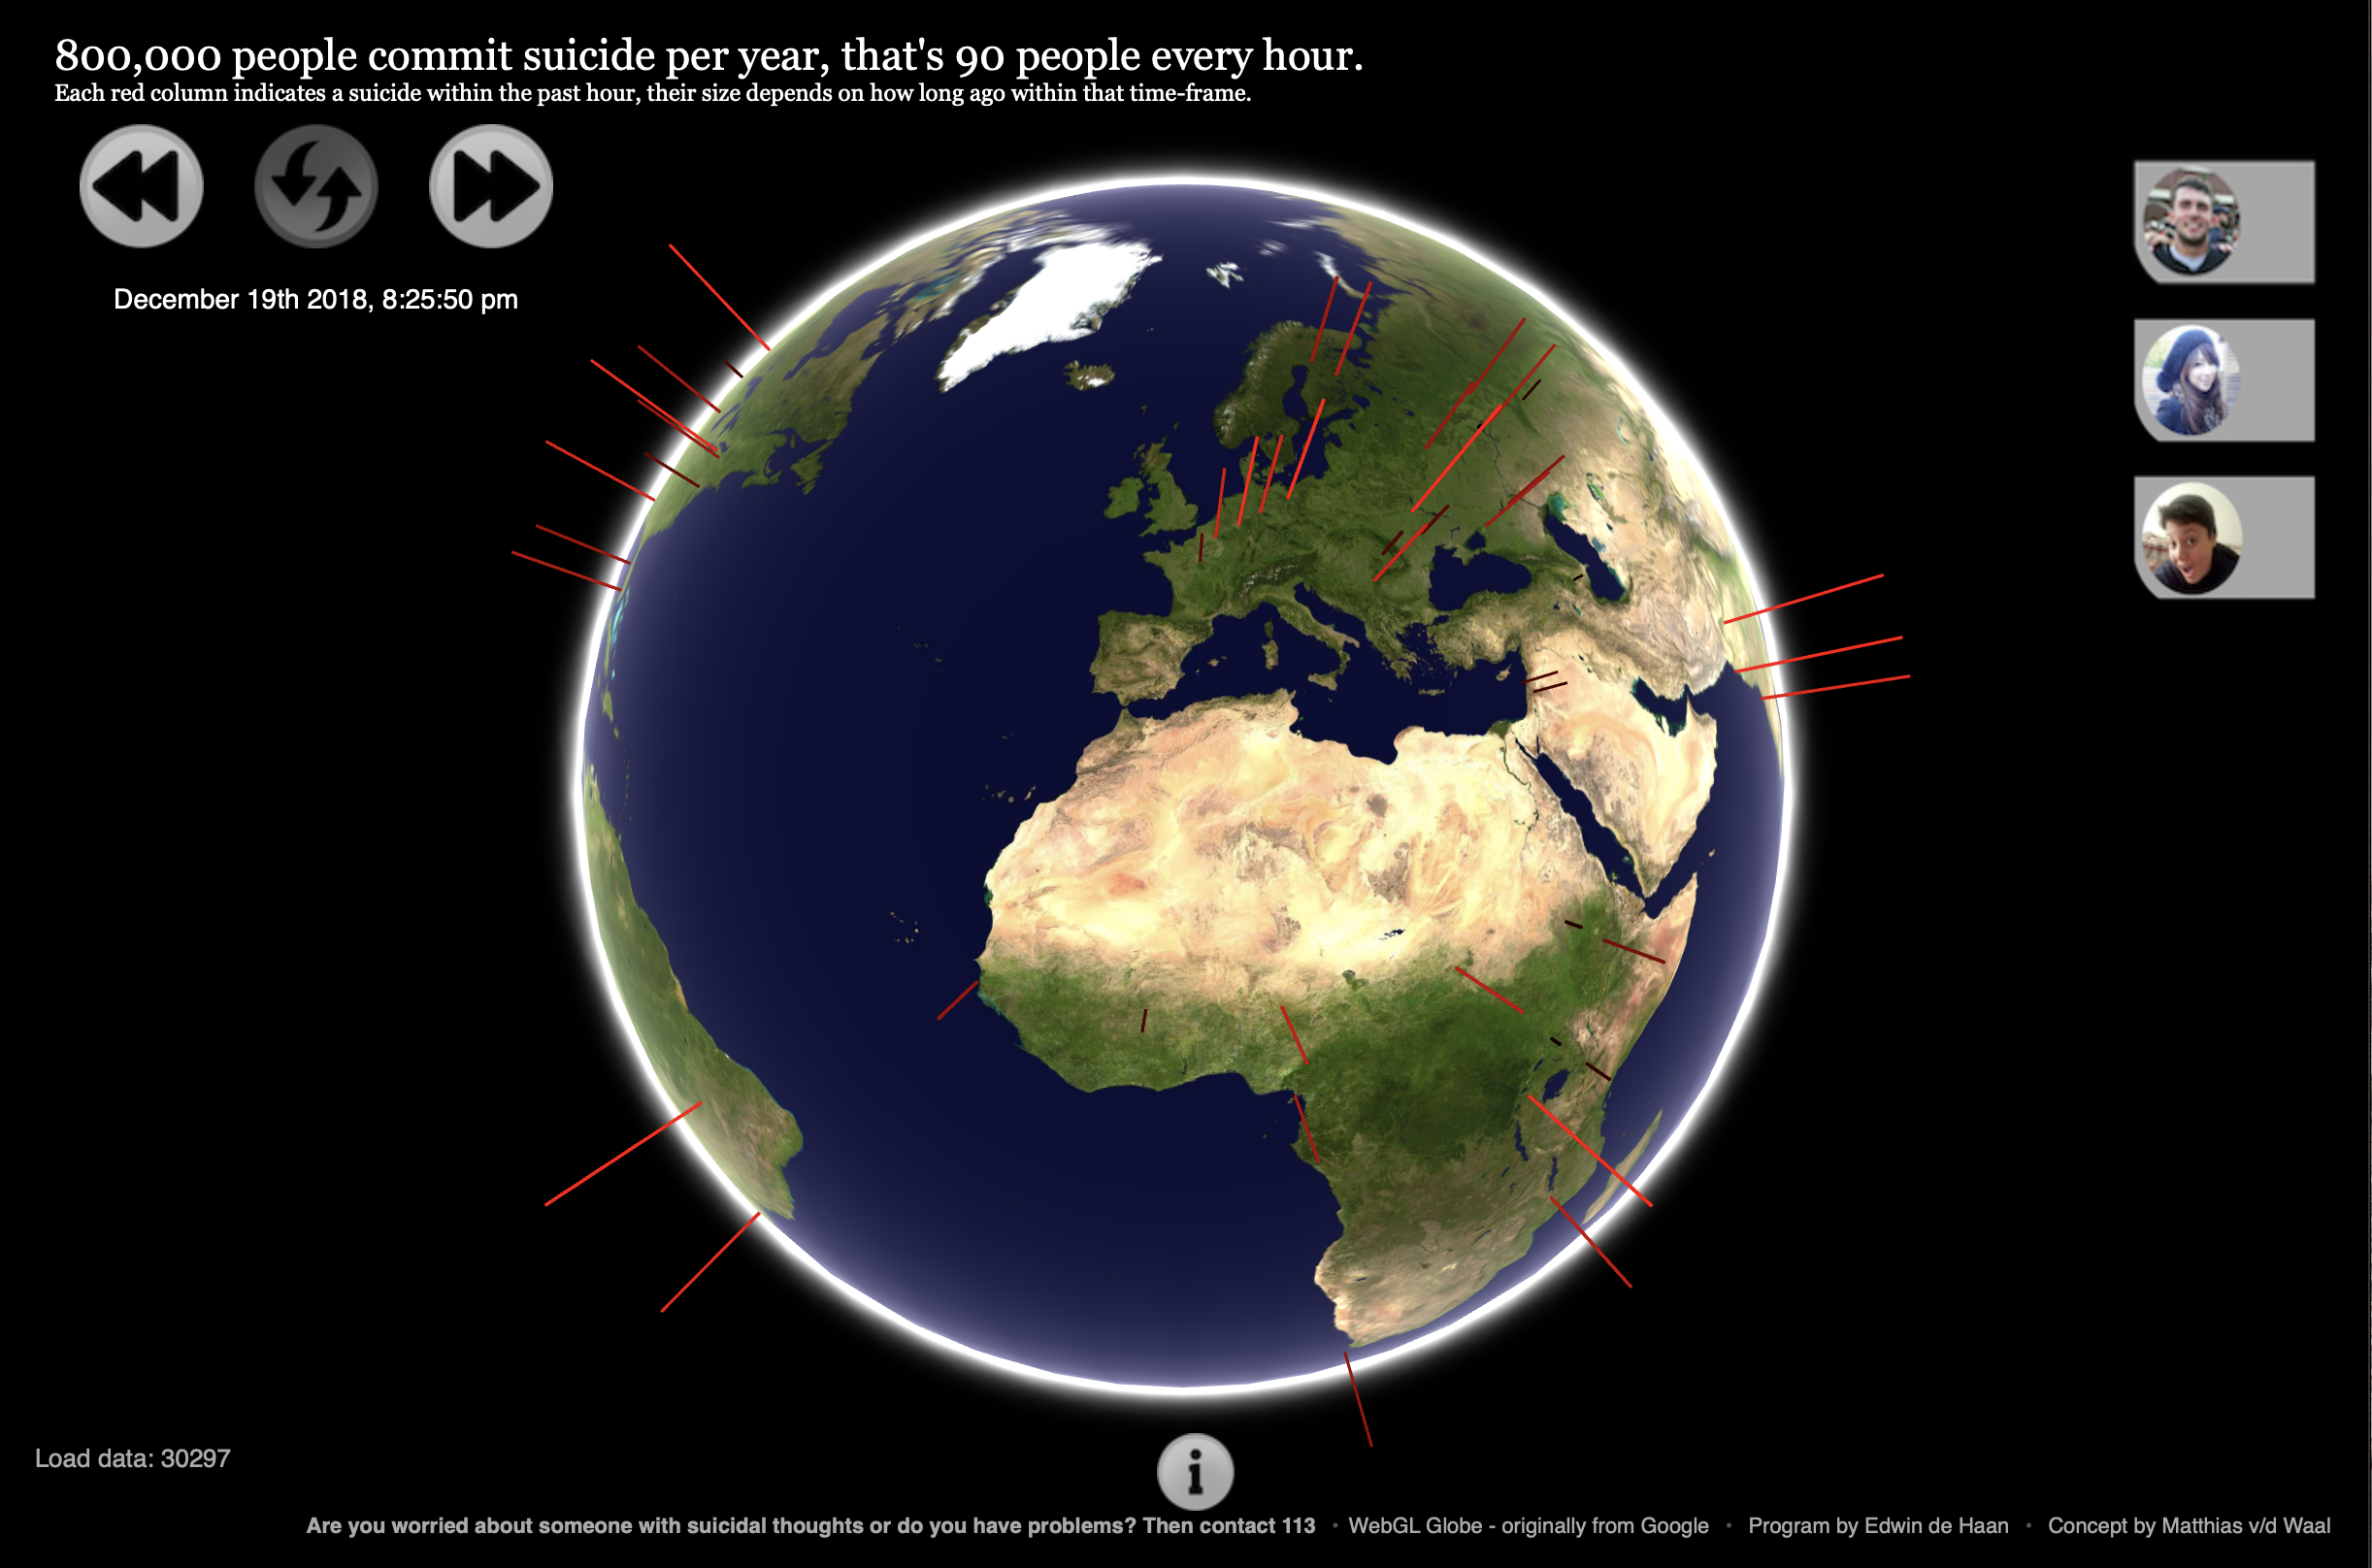 800,000 people commit suicide per year, that's 90 people every hour.
Each red column indicates a suicide within the past hour, their size depends on how long ago within that time-frame.
December 19th 2018, 8:25:50 pm
Load data: 30297
i
Are you worried about someone with suicidal thoughts or do you have problems? Then contact 113 • WebGL Globe - originally from Google • Program by Edwin de Haan • Concept by Matthias v/d Waal